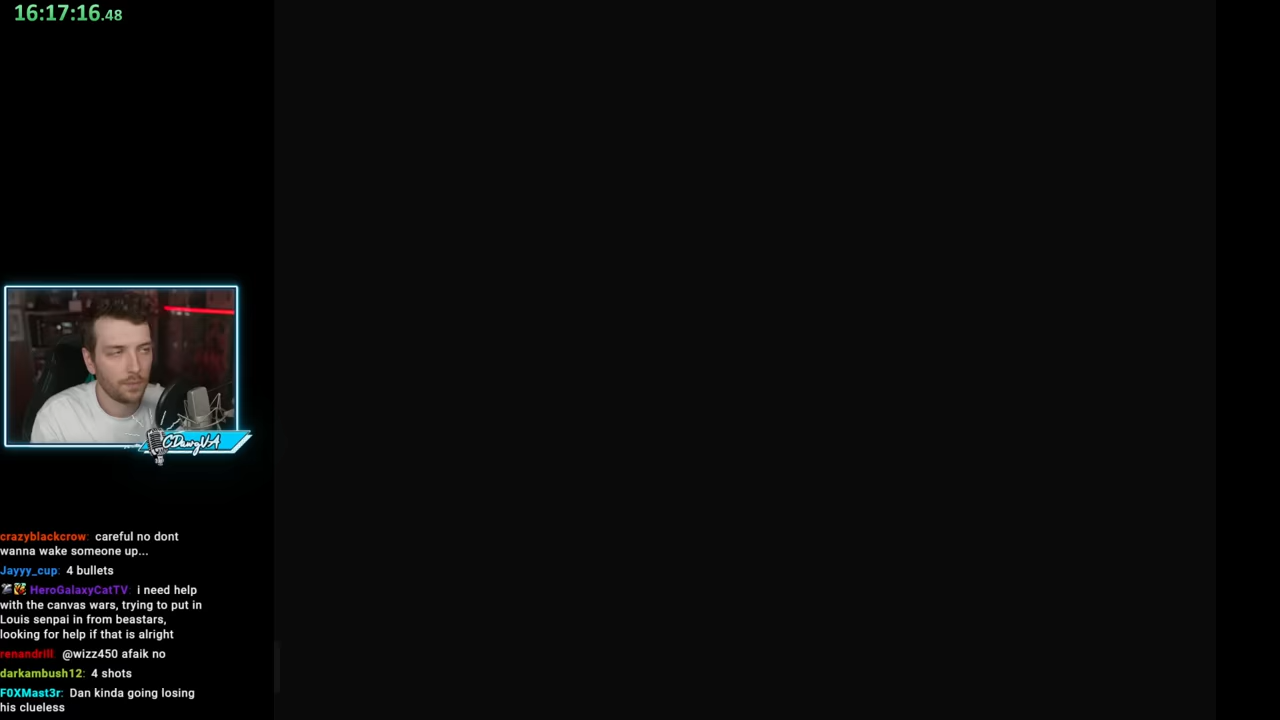 16:17:16.48
CDawgVA
crazyblackcrow: careful no dont
wanna wake someone up...
Jayyy_cup: 4 bullets
HeroGalaxyCatTV: i need help
with the canvas wars, trying to put in
Louis senpai in from beastars,
looking for help if that is alright
renandrill @wizz450 afaik no
darkambush12: 4 shots
F0XMast3r: Dan kinda going losing
his clueless